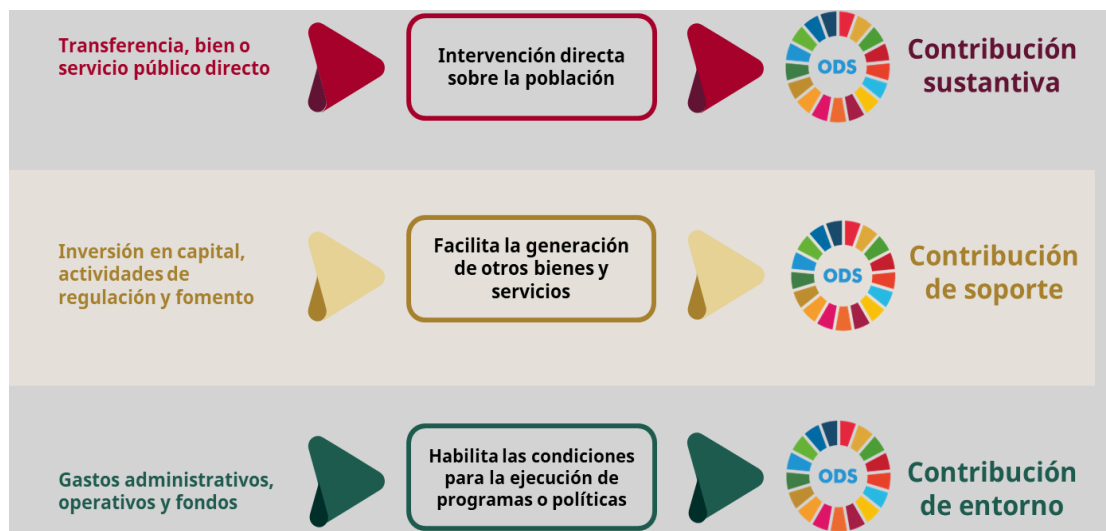 Transferencia, bien o
servicio público directo
Intervención directa
sobre la población
ODS
Contribución
sustantiva
Inversión en capital,
actividades de
regulación y fomento
Facilita la generación
de otros bienes y
servicios
ODS
Contribución
de soporte
Gastos administrativos,
operativos y fondos
Habilita las condiciones
para la ejecución de
programas o políticas
ODS
Contribución
de entorno